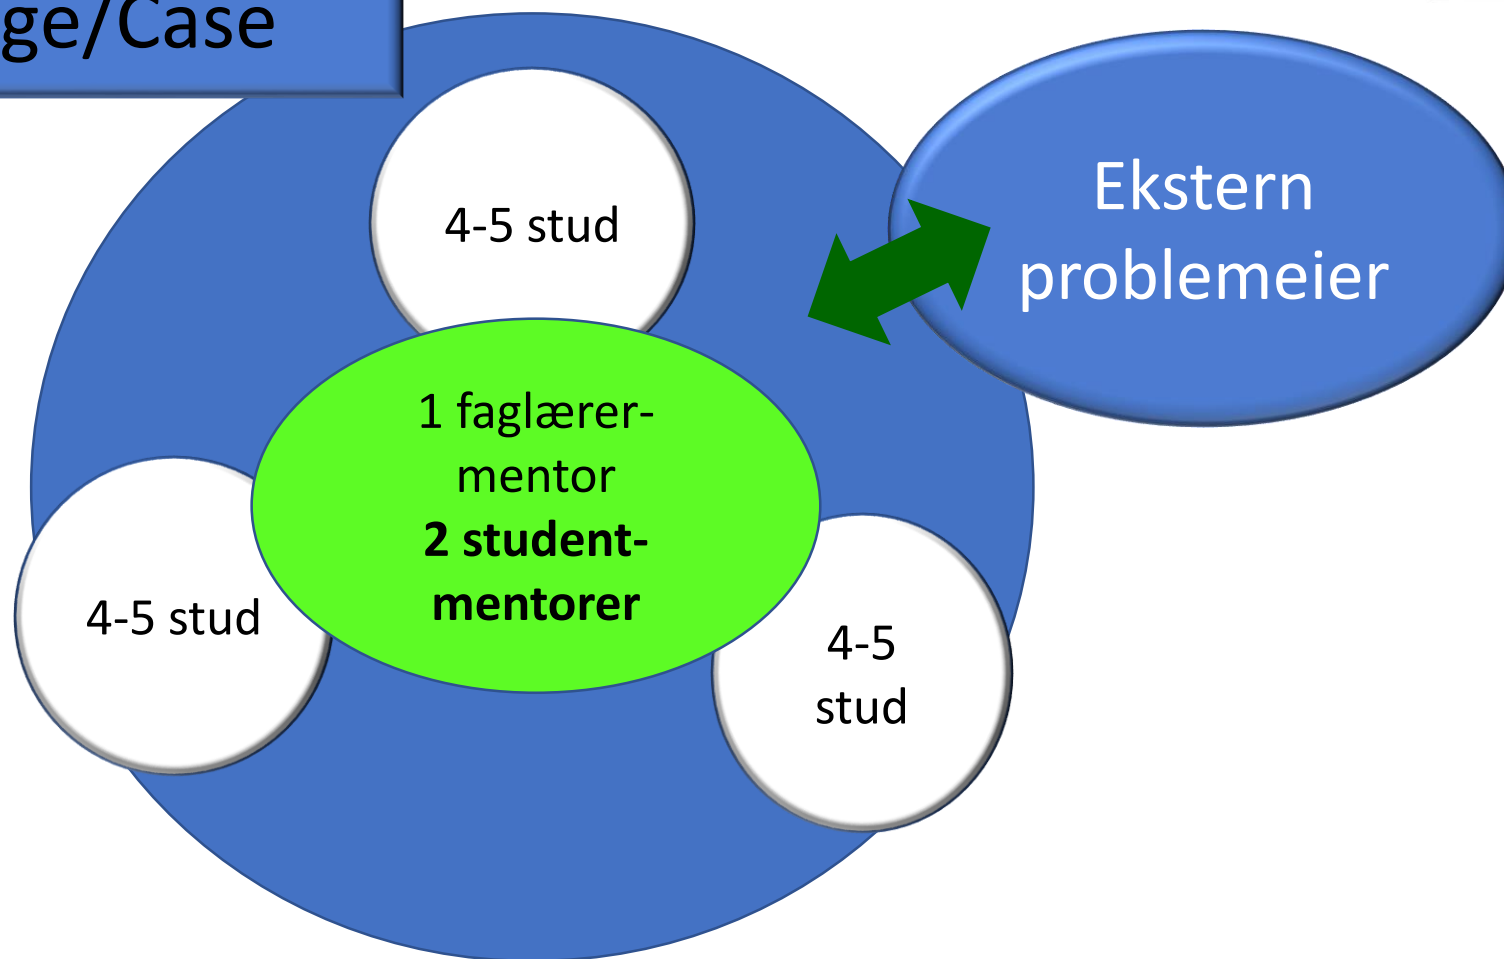 ge/Case
4-5 stud
Ekstern
problemeier
1 faglærer-
mentor
2 student-
mentorer
4-5 stud
4-5
stud